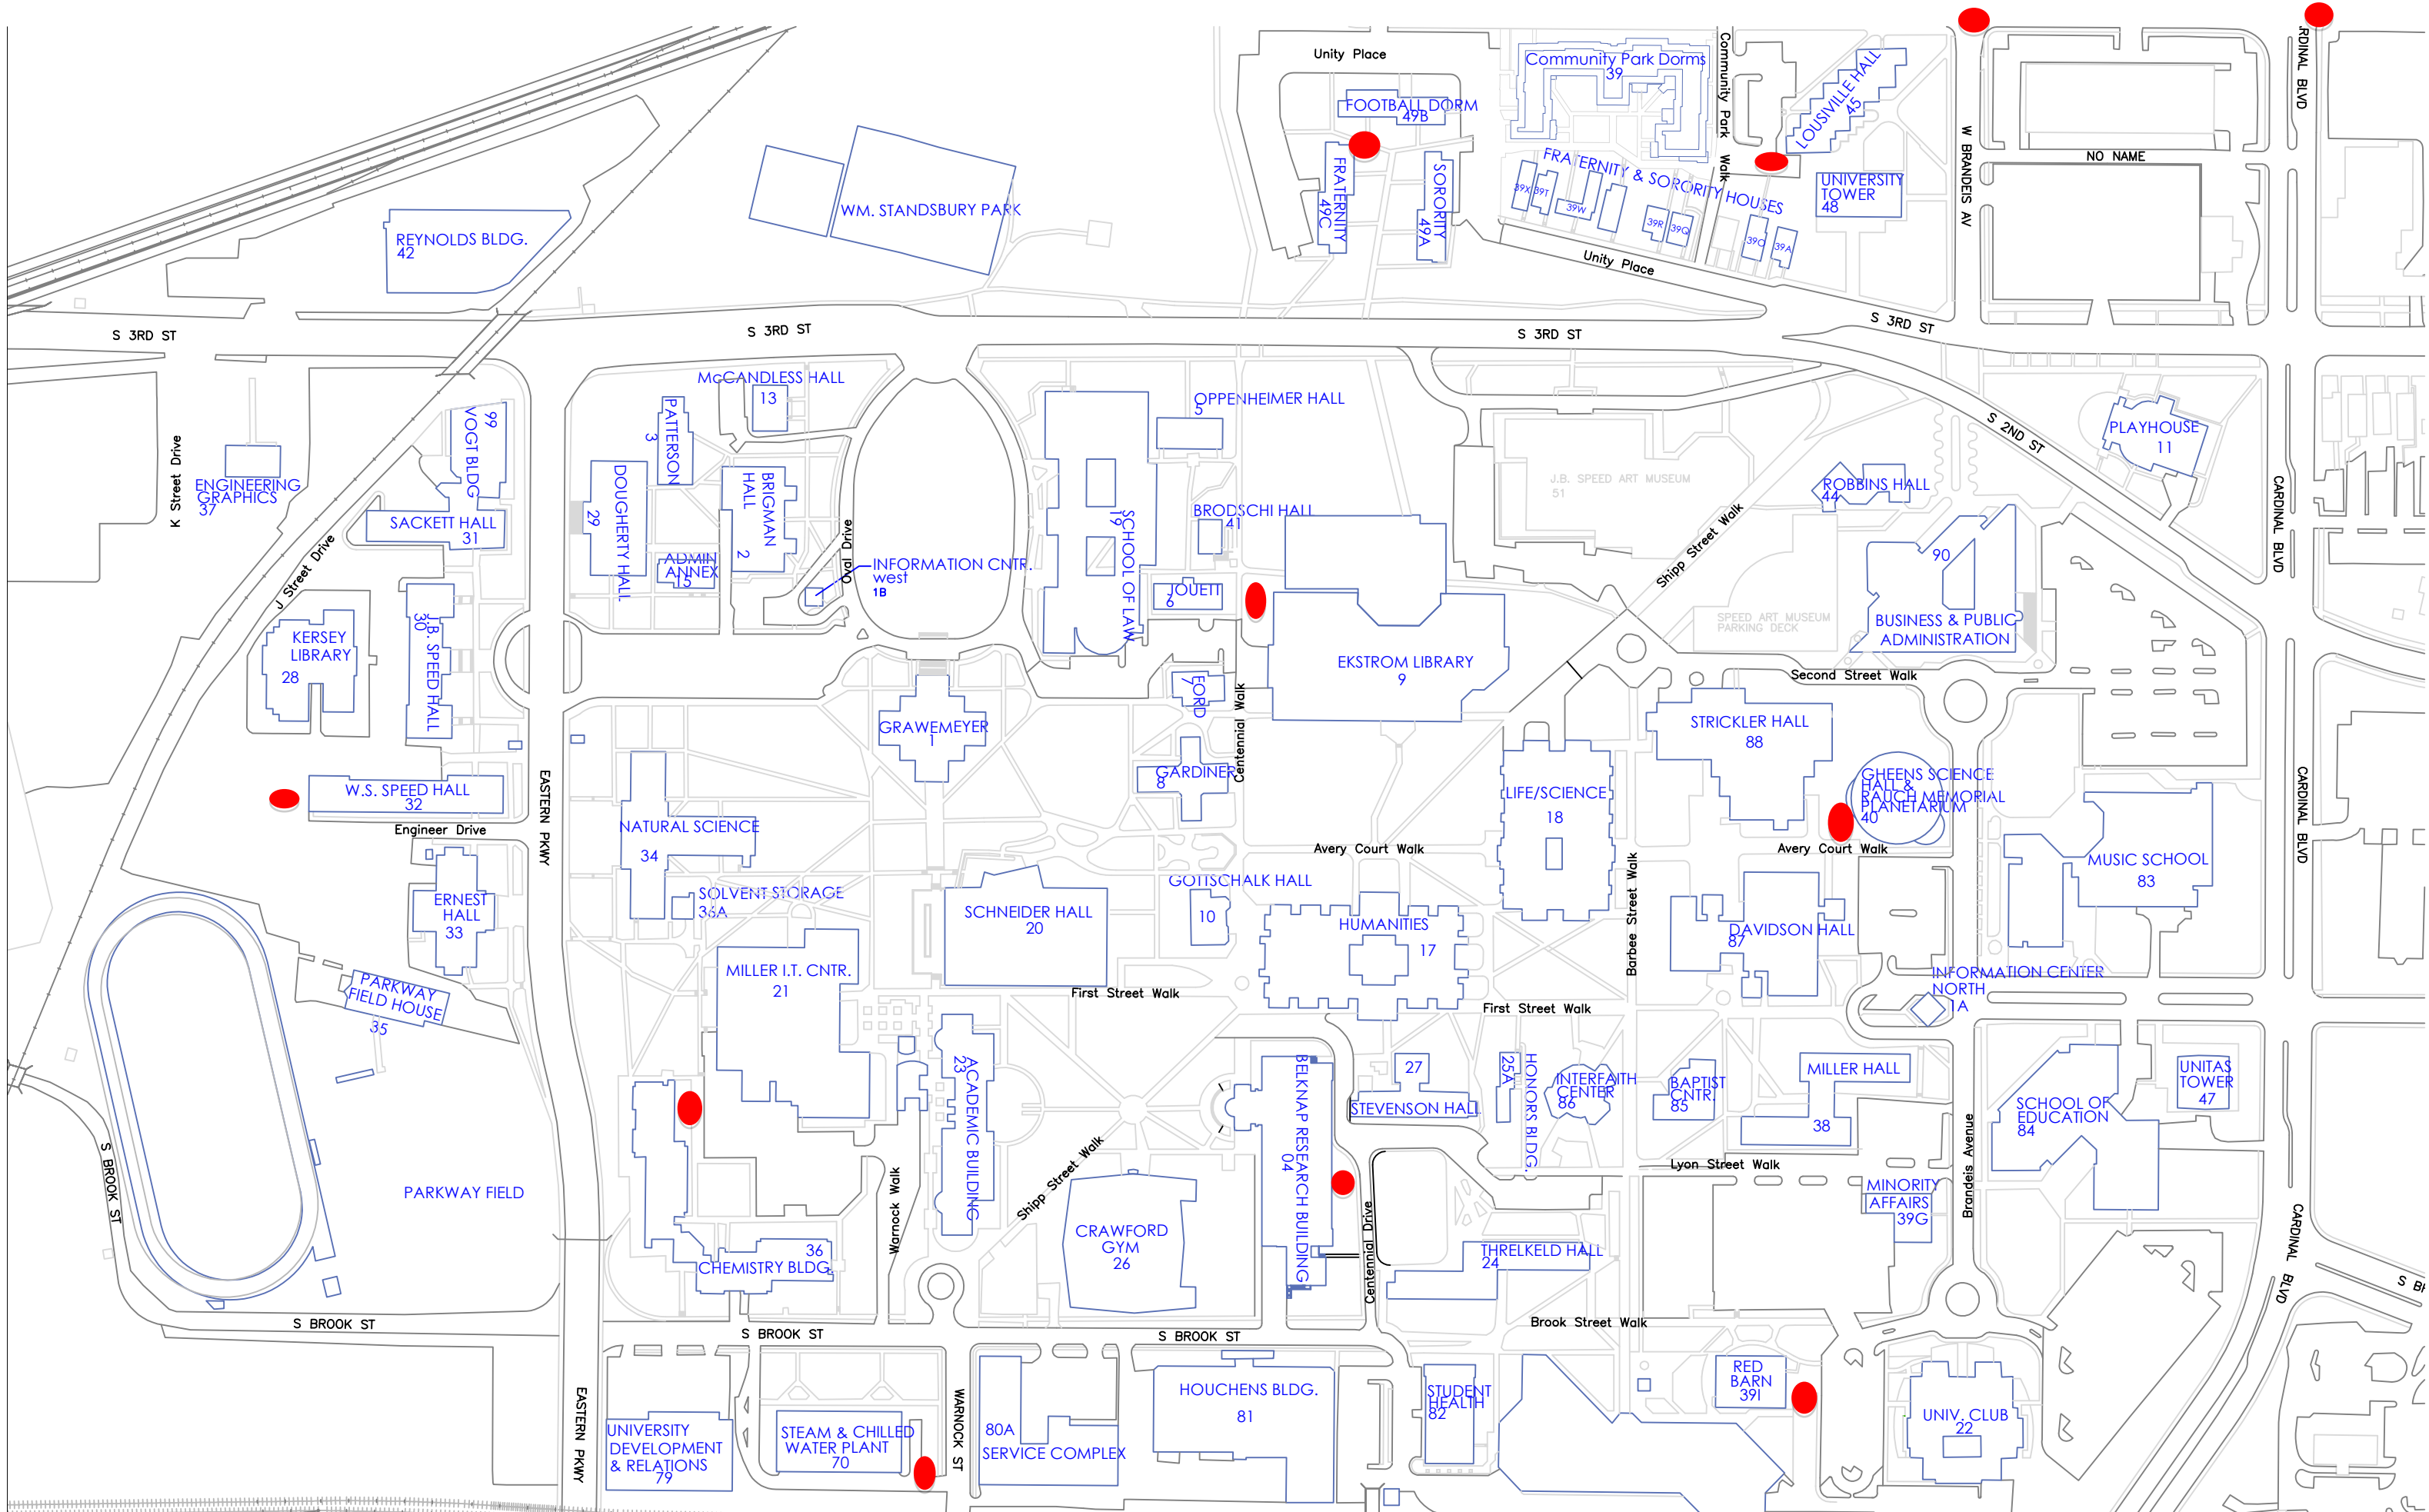 Unity Place
Community Park Dorms
39
Community Park Walk
LOUSIVILLE HALL
45
W BRANDEIS AV
RDINAL BLVD
FOOTBALL DORM
49B
NO NAME
FRATERNITY
49C
SORORITY
49A
FRATERNITY & SORORITY HOUSES
39X
39T
39W
39R
39Q
39O
39A
UNIVERSITY
TOWER
48
WM. STANDSBURY PARK
REYNOLDS BLDG.
42
Unity Place
S 3RD ST
S 3RD ST
S 3RD ST
S 3RD ST
S 2ND ST
McCANDLESS HALL
13
OPPENHEIMER HALL
5
PATTERSON
3
VOGT BLDG
99
K Street Drive
PLAYHOUSE
11
ENGINEERING
GRAPHICS
37
DOUGHERTY HALL
29
BRIGMAN
HALL
2
J.B. SPEED ART MUSEUM
51
ROBBINS HALL
44
CARDINAL BLVD
SACKETT HALL
31
SCHOOL OF LAW
19
BRODSCHI HALL
41
Shipp Street Walk
J Street Drive
Oval Drive
ADMIN
ANNEX
15
INFORMATION CNTR.
west
1B
JOUETT
6
90
BUSINESS & PUBLIC
ADMINISTRATION
SPEED ART MUSEUM
PARKING DECK
KERSEY
LIBRARY
28
J.B. SPEED HALL
30
EKSTROM LIBRARY
9
Second Street Walk
FORD
7
Centennial Walk
GRAWEMEYER
1
STRICKLER HALL
88
GARDINER
8
EASTERN PKWY
W.S. SPEED HALL
32
LIFE/SCIENCE
18
GHEENS SCIENCE
HALL &
RAUCH MEMORIAL
PLANETARIUM
40
CARDINAL BLVD
Engineer Drive
NATURAL SCIENCE
34
Avery Court Walk
Avery Court Walk
MUSIC SCHOOL
83
SOLVENT STORAGE
36A
GOTTSCHALK HALL
10
Barbee Street Walk
ERNEST
HALL
33
SCHNEIDER HALL
20
HUMANITIES
17
DAVIDSON HALL
87
MILLER I.T. CNTR.
21
INFORMATION CENTER
NORTH
1A
PARKWAY
FIELD HOUSE
35
First Street Walk
First Street Walk
ACADEMIC BUILDING
23
BELKNAP RESEARCH BUILDING
04
27
STEVENSON HALL
25A
HONORS BLDG.
INTERFAITH
CENTER
86
BAPTIST
CNTR.
85
MILLER HALL
38
SCHOOL OF
EDUCATION
84
UNITAS
TOWER
47
Brandeis Avenue
S BROOK ST
PARKWAY FIELD
Warnock Walk
Shipp Street Walk
Lyon Street Walk
MINORITY
AFFAIRS
39G
CRAWFORD
GYM
26
Centennial Drive
THRELKELD HALL
24
CARDINAL BLVD
36
CHEMISTRY BLDG.
S BROOK ST
S BROOK ST
S BROOK ST
Brook Street Walk
EASTERN PKWY
UNIVERSITY
DEVELOPMENT
& RELATIONS
79
STEAM & CHILLED
WATER PLANT
70
WARNOCK ST
80A
SERVICE COMPLEX
HOUCHENS BLDG.
81
STUDENT
HEALTH
82
RED
BARN
39I
UNIV. CLUB
22